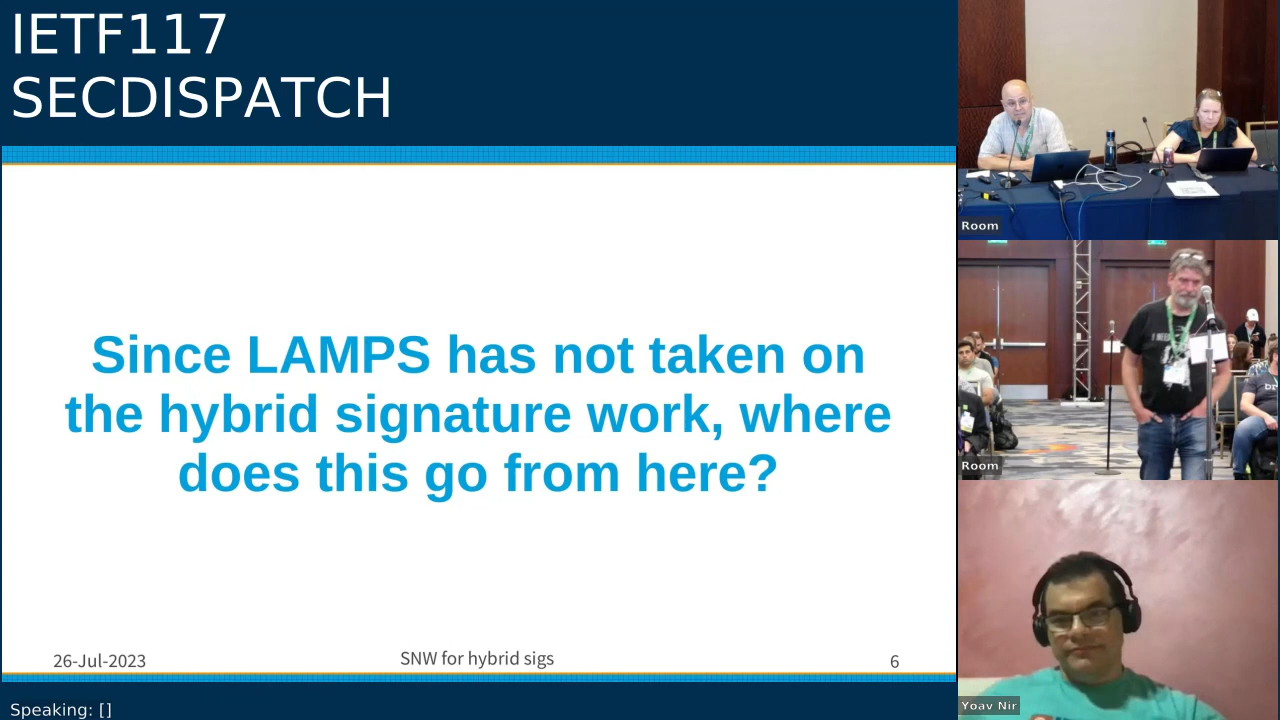 IETF117
SECDISPATCH
Since LAMPS has not taken on
the hybrid signature work, where
does this go from here?
26-Jul-2023
SNW for hybrid sigs
6
Speaking: []
Room
Room
Yoav Nir